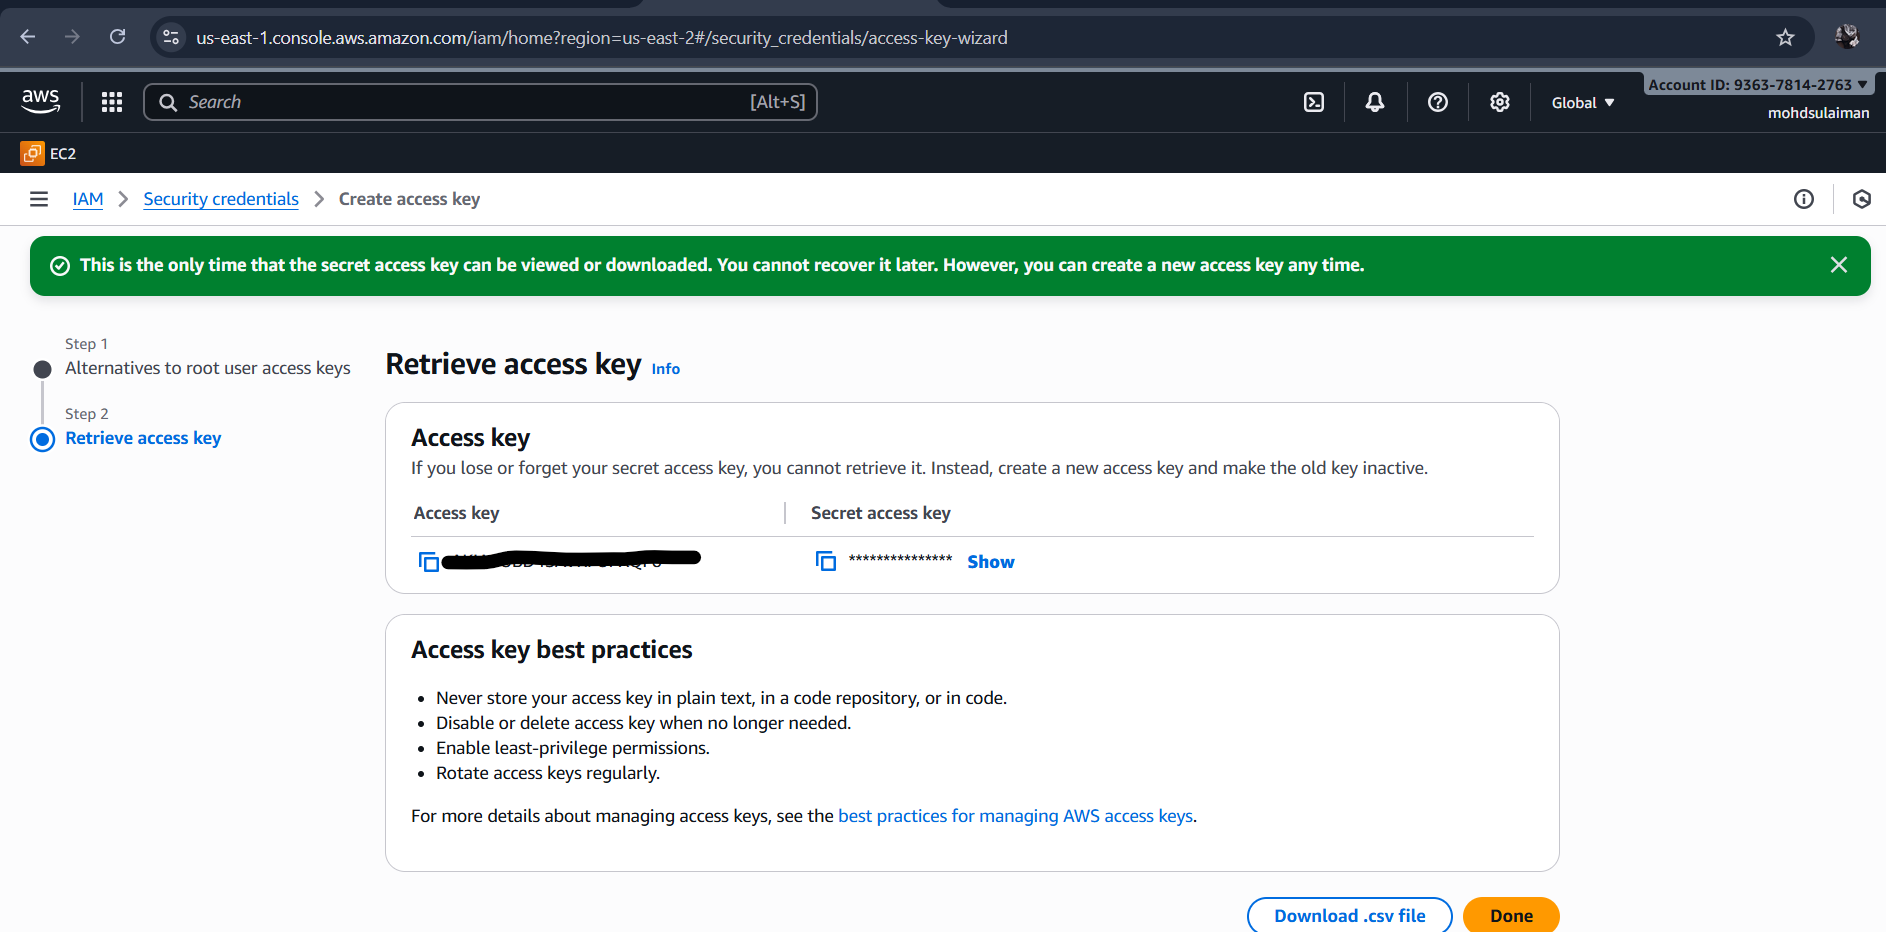 us-east-1.console.aws.amazon.com/iam/home?region=us-east-2#/security_credentials/access-key-wizard
aws
Search
[Alt+S]
Global
Account ID: 9363-7814-2763
mohdsulaiman
EC2
IAM
Security credentials
Create access key
This is the only time that the secret access key can be viewed or downloaded. You cannot recover it later. However, you can create a new access key any time.
Step 1
Alternatives to root user access keys
Step 2
Retrieve access key
Retrieve access key Info
Access key
If you lose or forget your secret access key, you cannot retrieve it. Instead, create a new access key and make the old key inactive.
Access key
Secret access key
***************
Show
Access key best practices
Never store your access key in plain text, in a code repository, or in code.
Disable or delete access key when no longer needed.
Enable least-privilege permissions.
Rotate access keys regularly.
For more details about managing access keys, see the best practices for managing AWS access keys.
Download .csv file
Done